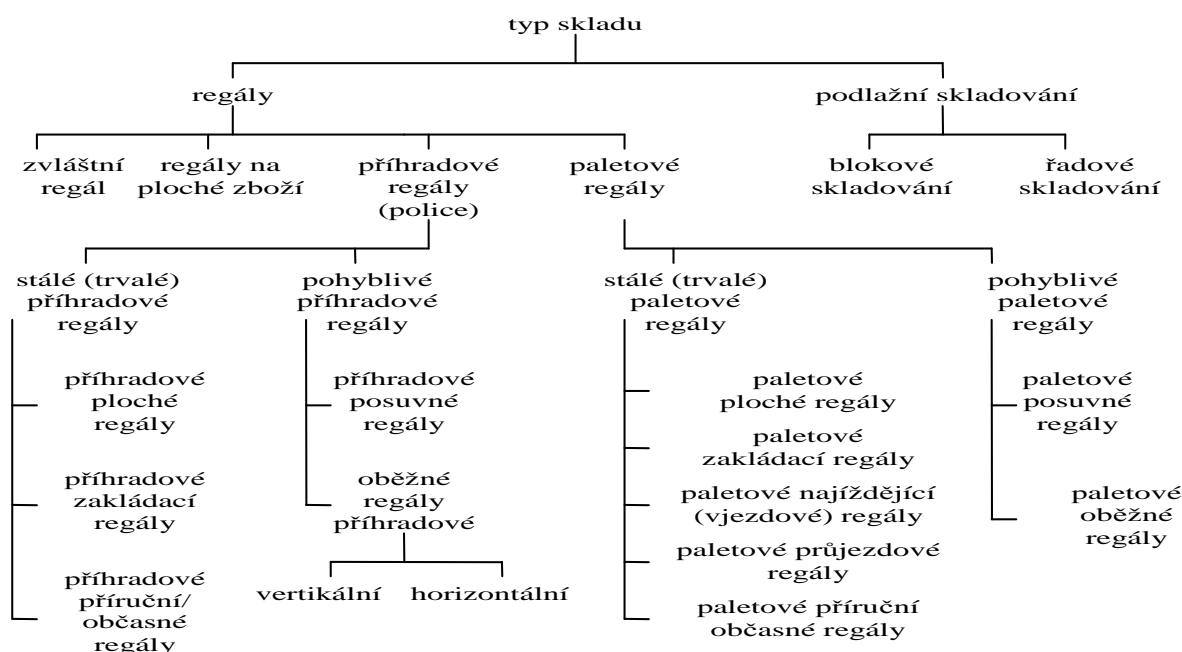 typ skladu
regály
podlažní skladování
zvláštní
regál
regály na
ploché zboží
příhradové
regály
(police)
paletové
regály
blokové
skladování
řadové
skladování
stálé (trvalé)
příhradové
regály
pohyblivé
příhradové
regály
stálé (trvalé)
paletové
regály
pohyblivé
paletové
regály
příhradové
ploché
regály
příhradové
zakládací
regály
příhradové
příruční/
občasné
regály
příhradové
posuvné
regály
oběžné
regály
příhradové
vertikální
horizontální
paletové
ploché regály
paletové
zakládací regály
paletové najíždějící
(vjezdové) regály
paletové průjezdové
regály
paletové příruční
občasné regály
paletové
posuvné
regály
paletové
oběžné
regály